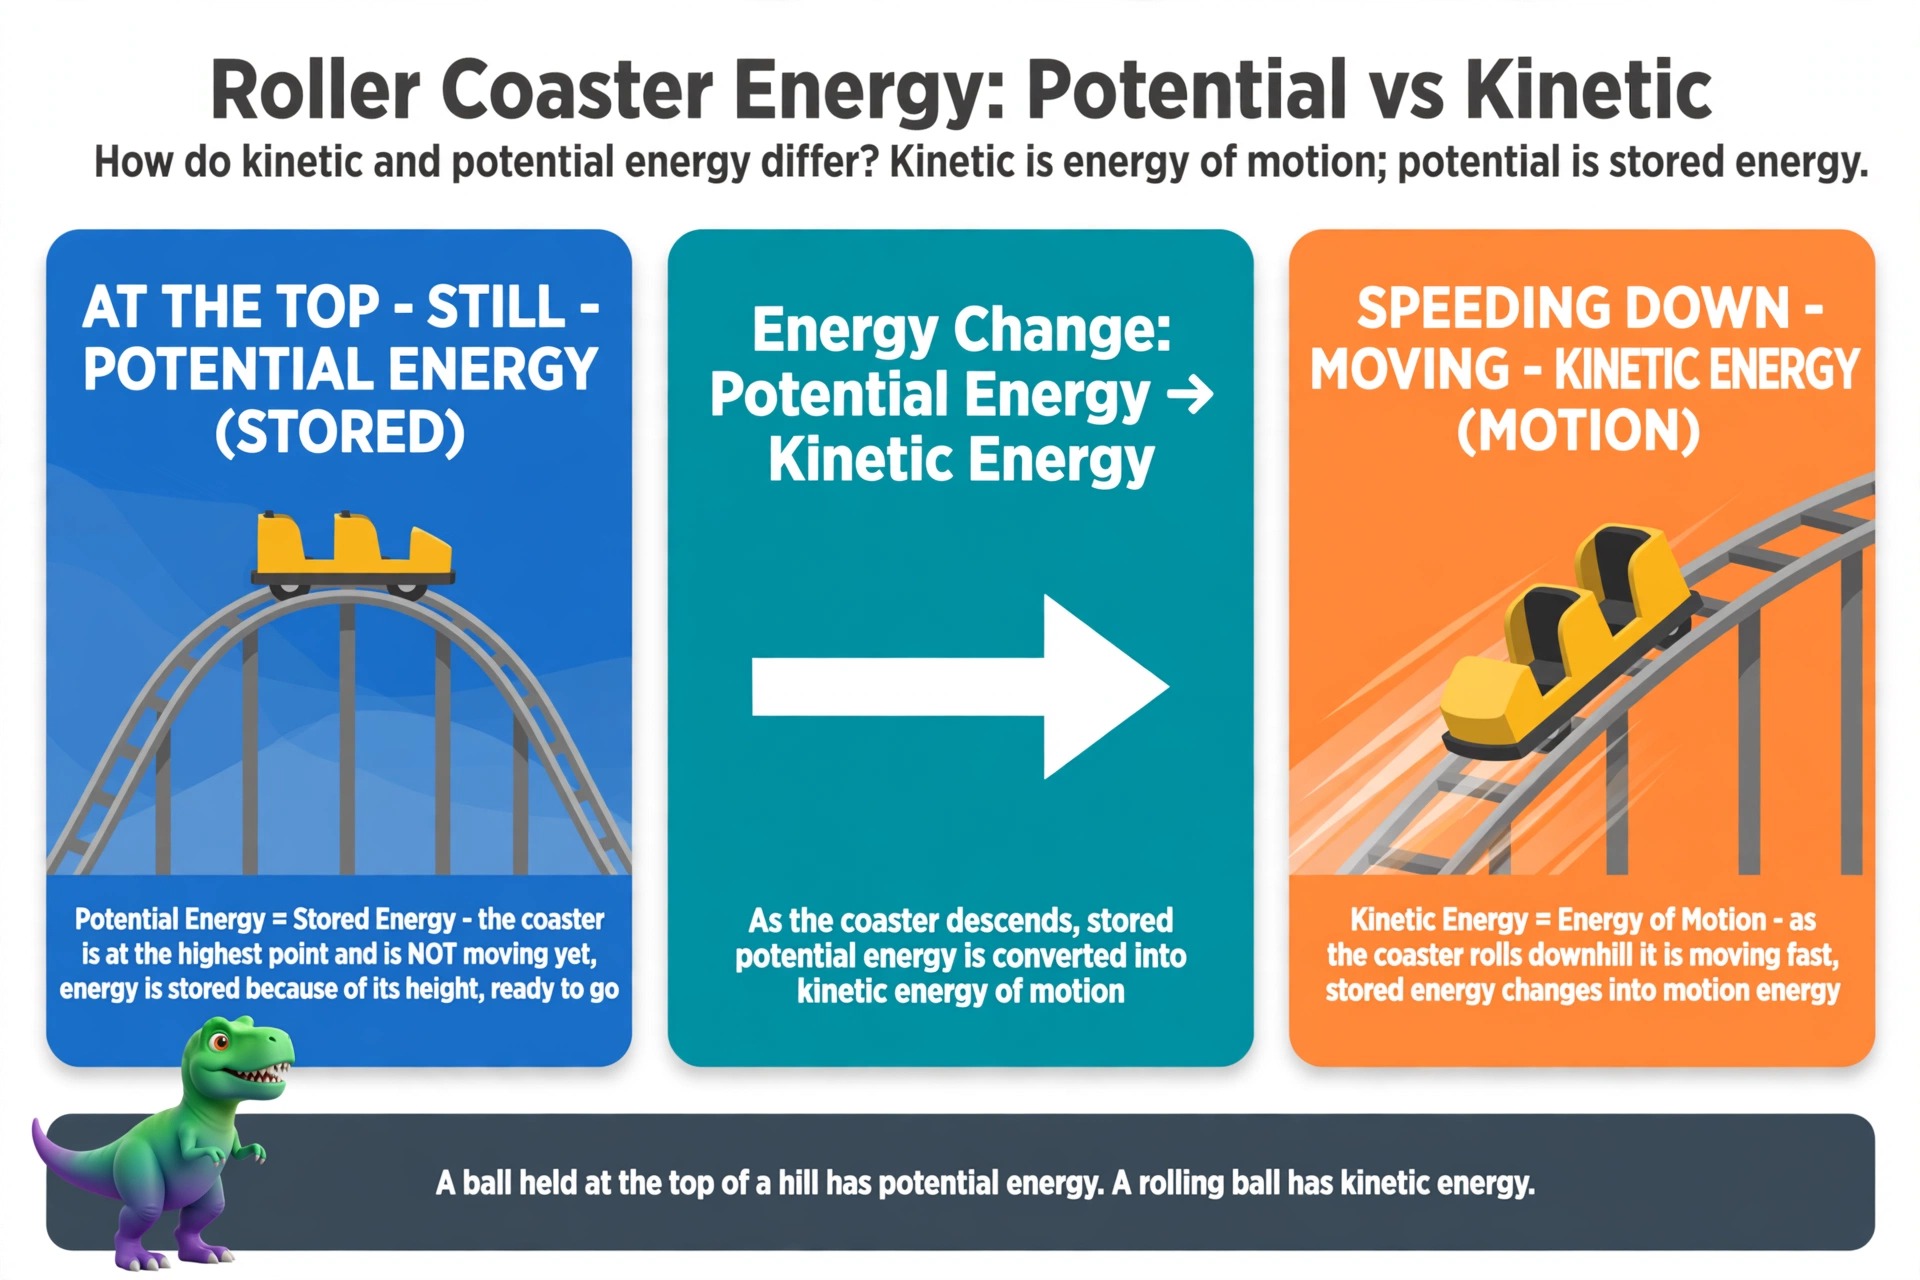 Roller Coaster Energy: Potential vs Kinetic
How do kinetic and potential energy differ? Kinetic is energy of motion; potential is stored energy.
AT THE TOP - STILL -
POTENTIAL ENERGY
(STORED)
Potential Energy = Stored Energy - the coaster
is at the highest point and is NOT moving yet,
energy is stored because of its height, ready to go
Energy Change:
Potential Energy →
Kinetic Energy
As the coaster descends, stored
potential energy is converted into
kinetic energy of motion
SPEEDING DOWN -
MOVING - KINETIC ENERGY
(MOTION)
Kinetic Energy = Energy of Motion - as
the coaster rolls downhill it is moving fast,
stored energy changes into motion energy
A ball held at the top of a hill has potential energy. A rolling ball has kinetic energy.